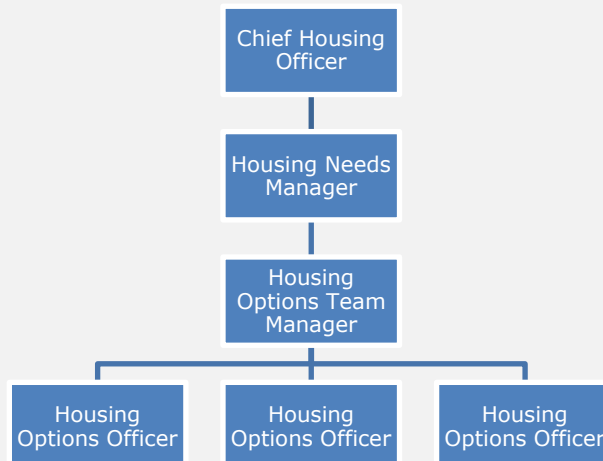 Chief Housing
Officer
Housing Needs
Manager
Housing
Options Team
Manager
Housing
Options Officer
Housing
Options Officer
Housing
Options Officer